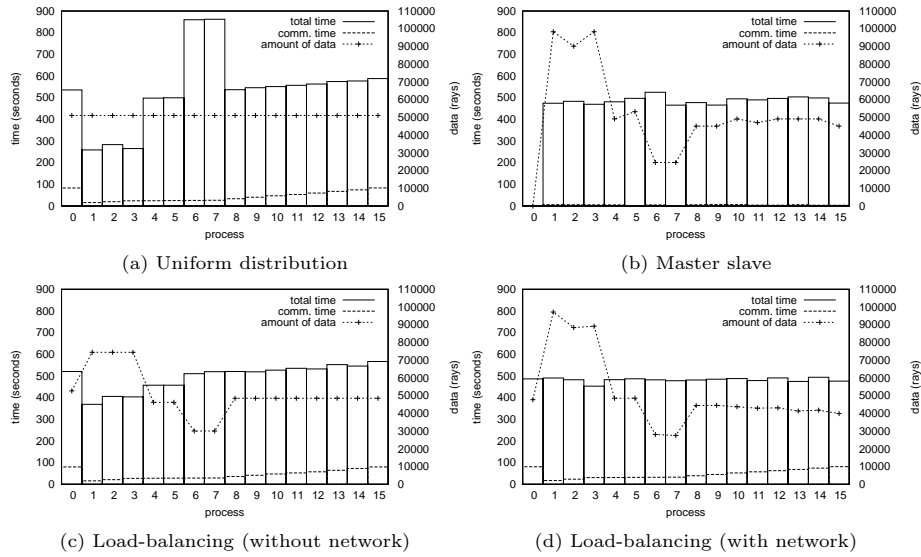 900
800
700
600
500
400
300
200
100
0
time (seconds)
total time
comm. time
amount of data
110000
100000
90000
80000
70000
60000
50000
40000
30000
20000
10000
0
data (rays)
0 1 2 3 4 5 6 7 8 9 10 11 12 13 14 15
process
(a) Uniform distribution
900
800
700
600
500
400
300
200
100
0
time (seconds)
total time
comm. time
amount of data
110000
100000
90000
80000
70000
60000
50000
40000
30000
20000
10000
0
data (rays)
0 1 2 3 4 5 6 7 8 9 10 11 12 13 14 15
process
(b) Master slave
900
800
700
600
500
400
300
200
100
0
time (seconds)
total time
comm. time
amount of data
110000
100000
90000
80000
70000
60000
50000
40000
30000
20000
10000
0
data (rays)
0 1 2 3 4 5 6 7 8 9 10 11 12 13 14 15
process
(c) Load-balancing (without network)
900
800
700
600
500
400
300
200
100
0
time (seconds)
total time
comm. time
amount of data
110000
100000
90000
80000
70000
60000
50000
40000
30000
20000
10000
0
data (rays)
0 1 2 3 4 5 6 7 8 9 10 11 12 13 14 15
process
(d) Load-balancing (with network)